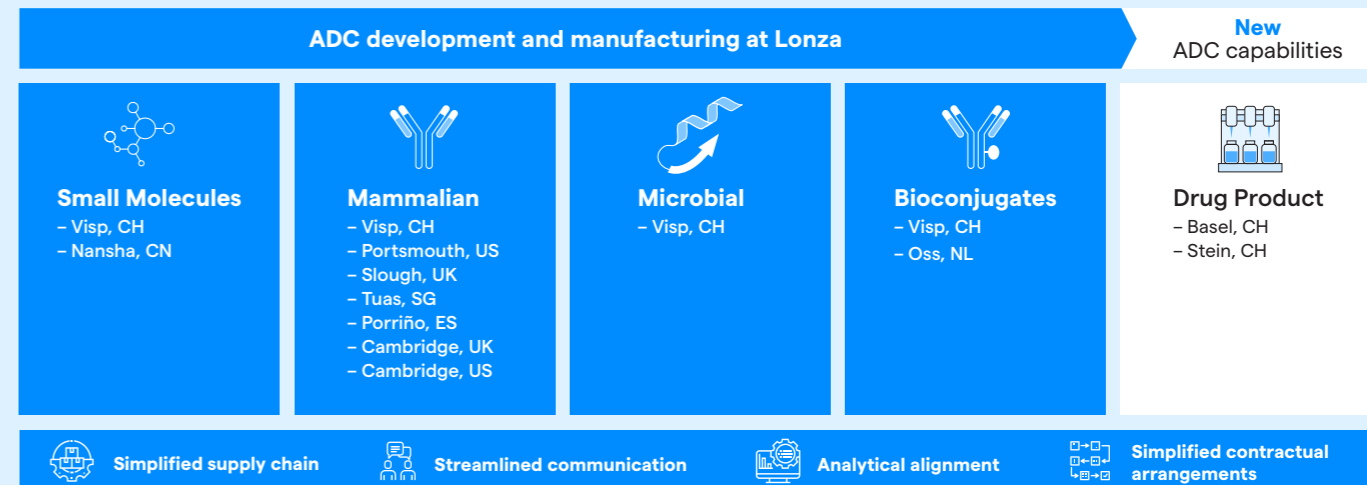 ADC development and manufacturing at Lonza
New
ADC capabilities
Small Molecules
– Visp, CH
– Nansha, CN
Mammalian
– Visp, CH
– Portsmouth, US
– Slough, UK
– Tuas, SG
– Porriño, ES
– Cambridge, UK
– Cambridge, US
Microbial
– Visp, CH
Bioconjugates
– Visp, CH
– Oss, NL
Drug Product
– Basel, CH
– Stein, CH
Simplified supply chain
Streamlined communication
Analytical alignment
Simplified contractual
arrangements